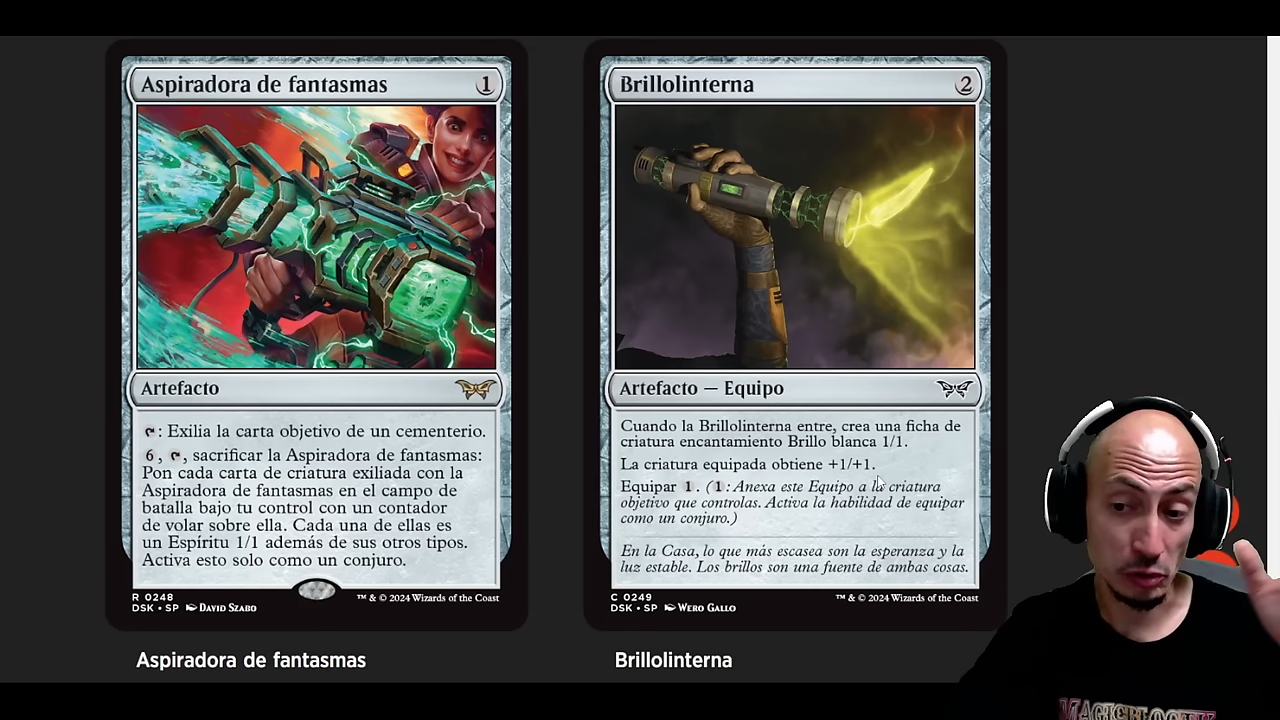 Aspiradora de fantasmas 1
Artefacto
: Exilia la carta objetivo de un cementerio.
6, , sacrificar la Aspiradora de fantasmas:
Pon cada carta de criatura exiliada con la
Aspiradora de fantasmas en el campo de
batalla bajo tu control con un contador
de volar sobre ella. Cada una de ellas es
un Espíritu 1/1 además de sus otros tipos.
Activa esto solo como un conjuro.
R 0248
DSK • SP DAVID SZABO
™ & © 2024 Wizards of the Coast
Aspiradora de fantasmas
Brillolinterna 2
Artefacto — Equipo
Cuando la Brillolinterna entre, crea una ficha de
criatura encantamiento Brillo blanca 1/1.
La criatura equipada obtiene +1/+1.
Equipar 1. (1: Anexa este Equipo a la criatura
objetivo que controlas. Activa la habilidad de equipar
como un conjuro.)
En la Casa, lo que más escasea son la esperanza y la
luz estable. Los brillos son una fuente de ambas cosas.
C 0249
DSK • SP WERO GALLO
™ & © 2024 Wizards of the Coast
Brillolinterna